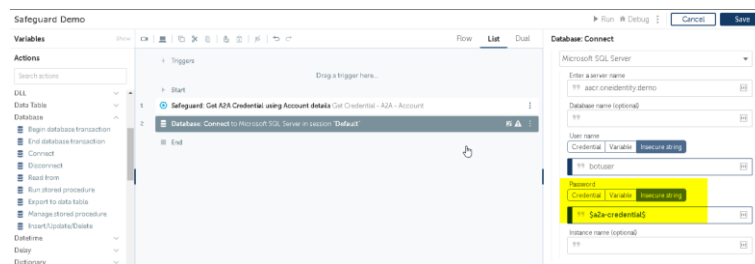 Safeguard Demo
Run Debug Cancel Save
Variables Show
Flow List Dual
Database: Connect
Actions
Search actions
DLL
Data Table
Database
Begin database transaction
End database transaction
Connect
Disconnect
Read from
Run stored procedure
Export to data table
Manage stored procedure
Insert/Update/Delete
Datetime
Delay
Dictionary
Triggers
Drag a trigger here...
Start
1 Safeguard: Get A2A Credential using Account details Get Credential - A2A - Account
2 Database: Connect to Microsoft SQL Server in session "Default"
End
Microsoft SQL Server
Enter a server name
aacr.oneidentity.demo
Database name (optional)
User name
Credential Variable Insecure string
botuser
Password
Credential Variable Insecure string
$a2a-credential$
Instance name (optional)